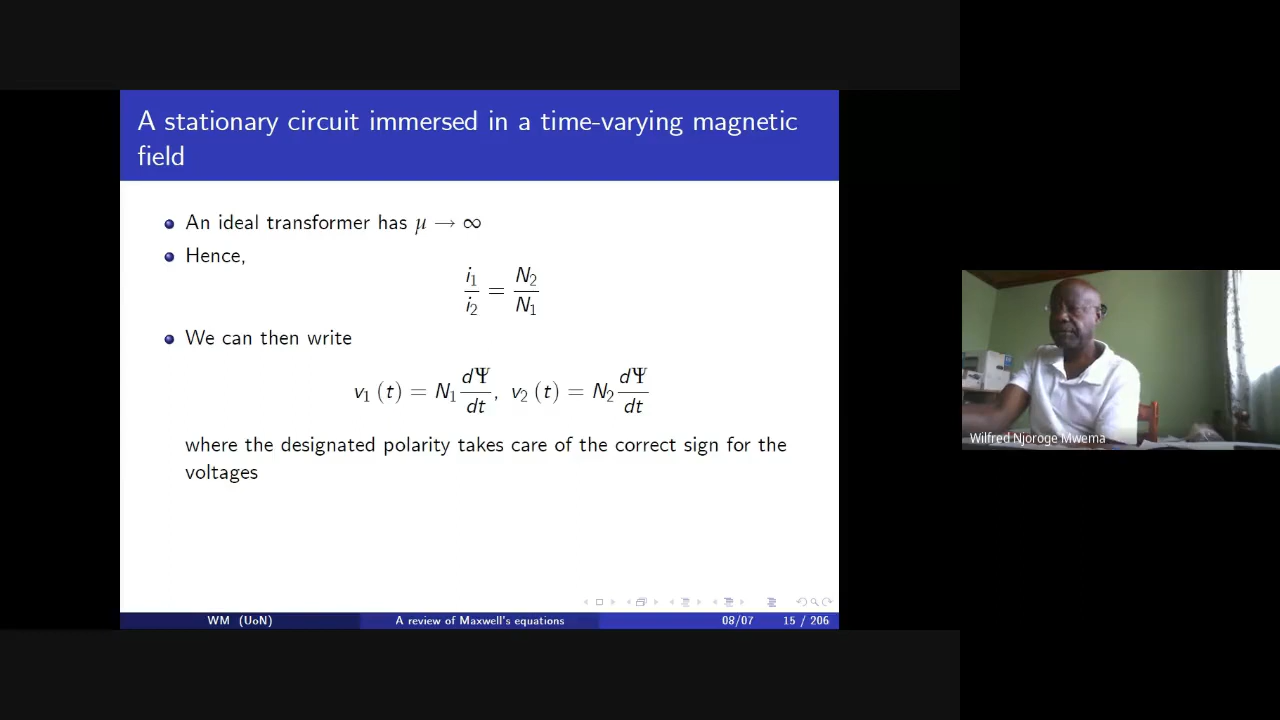 A stationary circuit immersed in a time-varying magnetic
field
An ideal transformer has μ → ∞
Hence,
i₁/i₂ = N₂/N₁
We can then write
v₁ (t) = N₁ dΨ/dt, v₂ (t) = N₂ dΨ/dt
where the designated polarity takes care of the correct sign for the
voltages
WM (UoN) A review of Maxwell's equations 08/07 15 / 206
Wilfred Njoroge Mwema